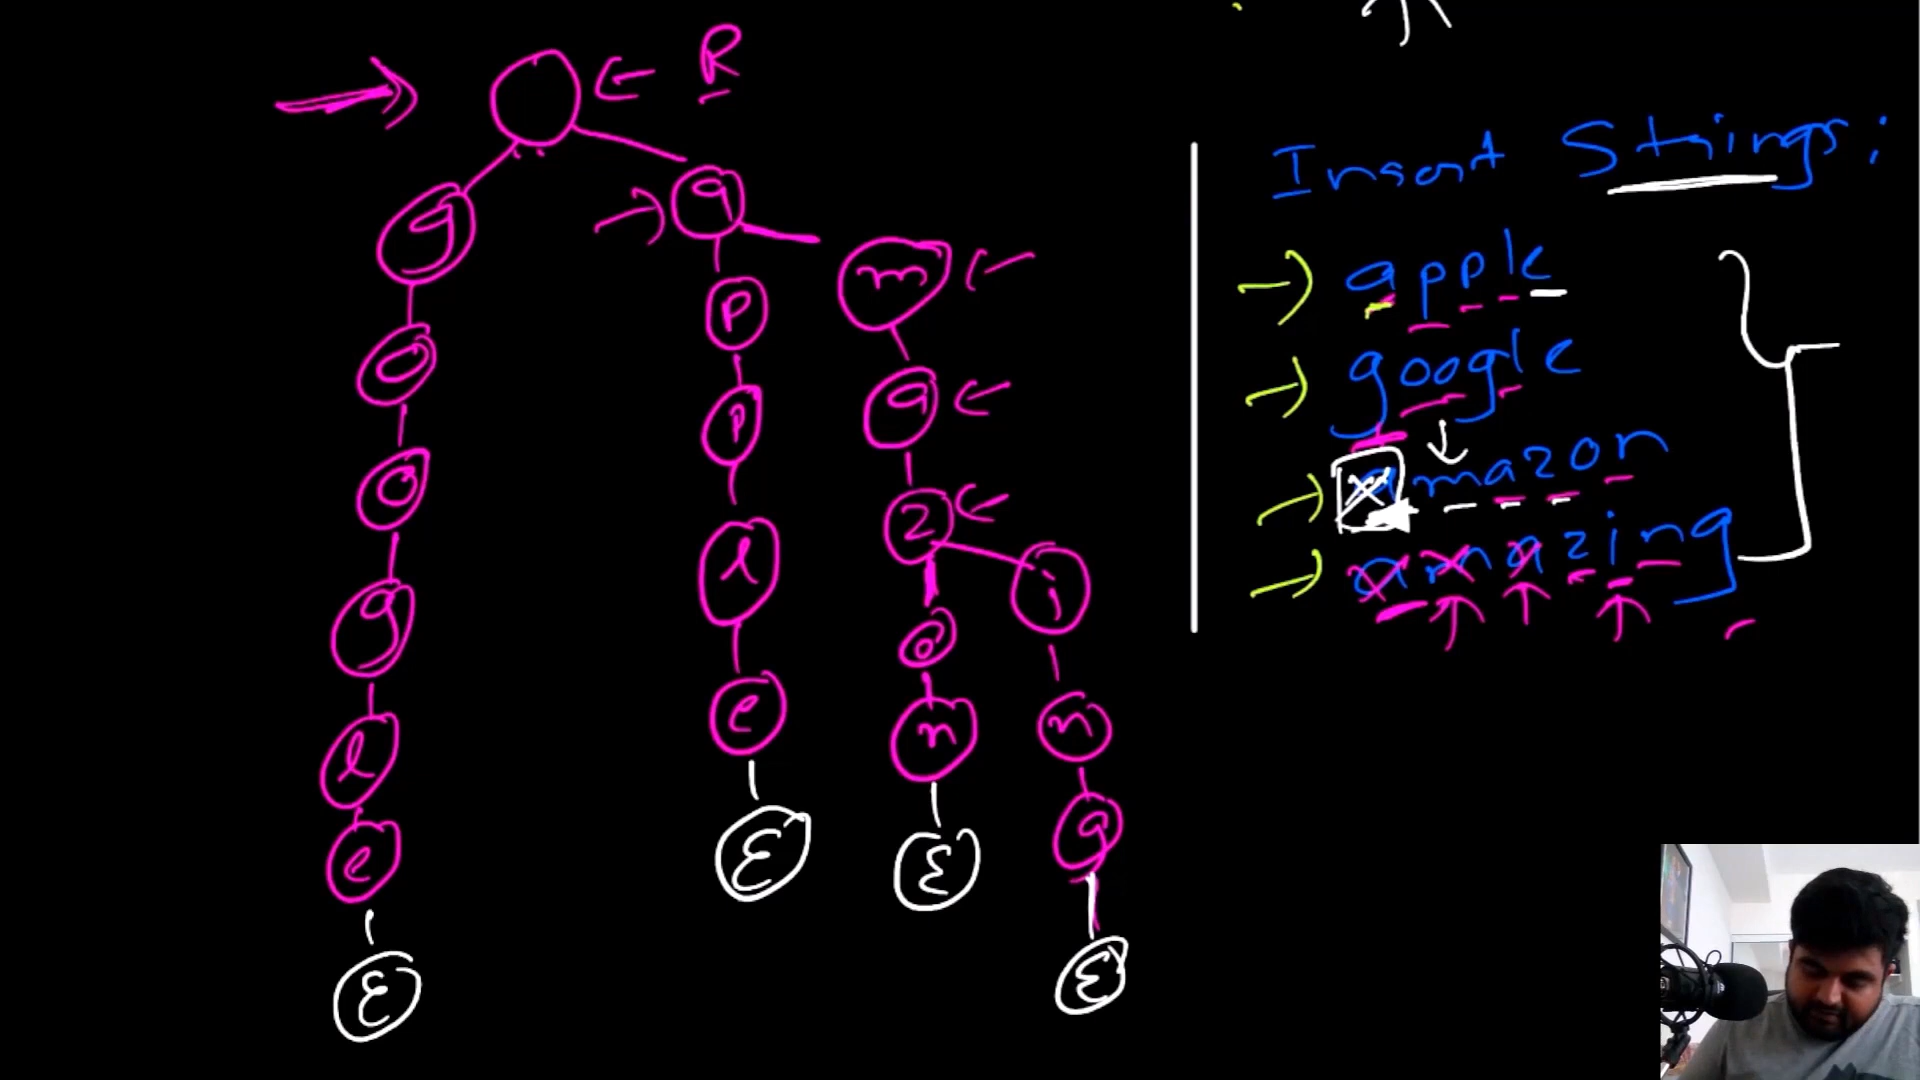 R
g
a
m
o
p
a
o
p
z
g
l
o
i
l
e
n
n
e
g
ε
ε
ε
ε
Insert Strings:
apple
google
amazon
amazing